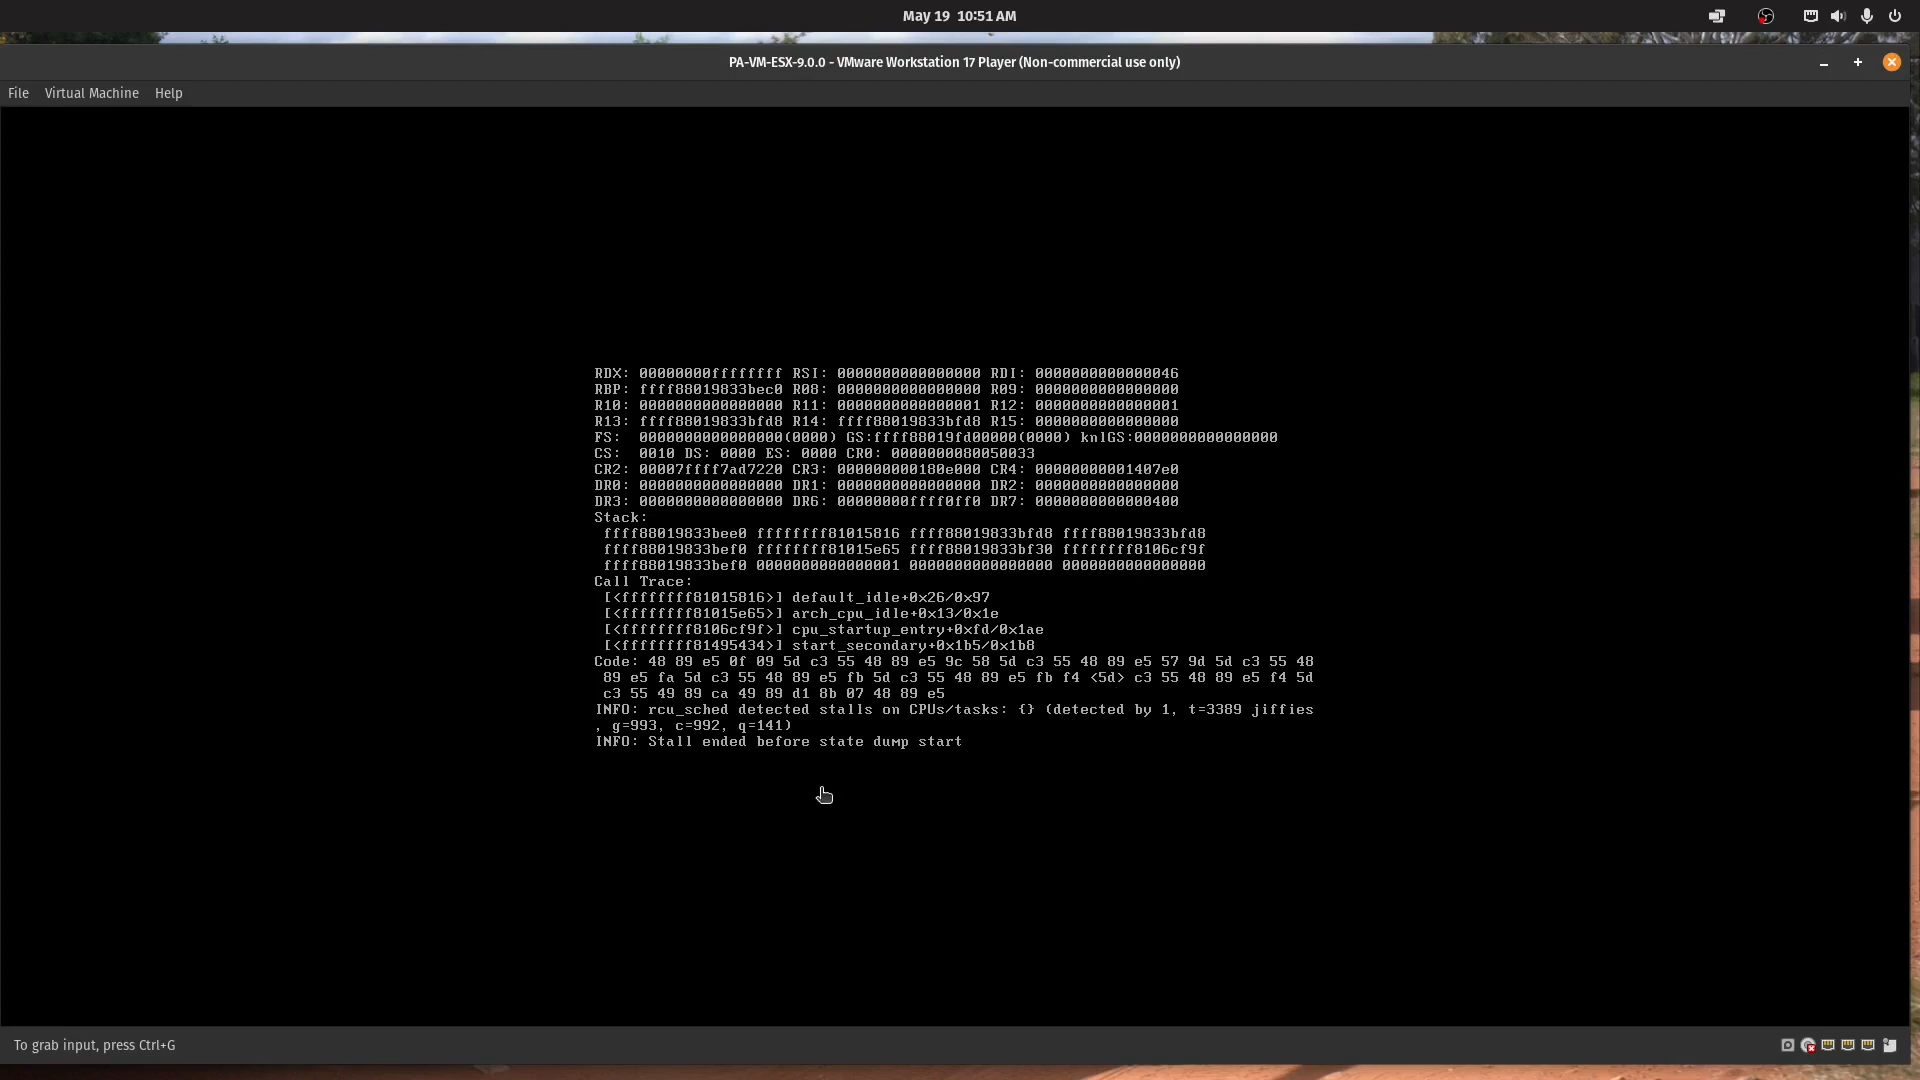 May 19 10:51 AM
PA-VM-ESX-9.0.0 - VMware Workstation 17 Player (Non-commercial use only)
File Virtual Machine Help
RDX: 00000000ffffffff RSI: 0000000000000000 RDI: 0000000000000046
RBP: ffff88019833bec0 R08: 0000000000000000 R09: 0000000000000000
R10: 0000000000000000 R11: 0000000000000001 R12: 0000000000000001
R13: ffff88019833bfd8 R14: ffff88019833bfd8 R15: 0000000000000000
FS:  0000000000000000(0000) GS:ffff88019fd00000(0000) knlGS:0000000000000000
CS:  0010 DS: 0000 ES: 0000 CR0: 0000000080050033
CR2: 00007ffff7ad7220 CR3: 000000000180e000 CR4: 00000000001407e0
DR0: 0000000000000000 DR1: 0000000000000000 DR2: 0000000000000000
DR3: 0000000000000000 DR6: 00000000ffff0ff0 DR7: 0000000000000400
Stack:
ffff88019833bee0 ffffffff81015816 ffff88019833bfd8 ffff88019833bfd8
ffff88019833bef0 ffffffff81015e65 ffff88019833bf30 ffffffff8106cf9f
ffff88019833bef0 0000000000000001 0000000000000000 0000000000000000
Call Trace:
[<ffffffff81015816>] default_idle+0x26/0x97
[<ffffffff81015e65>] arch_cpu_idle+0x13/0x1e
[<ffffffff8106cf9f>] cpu_startup_entry+0xfd/0x1ae
[<ffffffff81495434>] start_secondary+0x1b5/0x1b8
Code: 48 89 e5 0f 09 5d c3 55 48 89 e5 9c 58 5d c3 55 48 89 e5 57 9d 5d c3 55 48
89 e5 fa 5d c3 55 48 89 e5 fb 5d c3 55 48 89 e5 fb f4 <5d> c3 55 48 89 e5 f4 5d
c3 55 49 89 ca 49 89 d1 8b 07 48 89 e5
INFO: rcu_sched detected stalls on CPUs/tasks: {} (detected by 1, t=3389 jiffies
, g=993, c=992, q=141)
INFO: Stall ended before state dump start
To grab input, press Ctrl+G